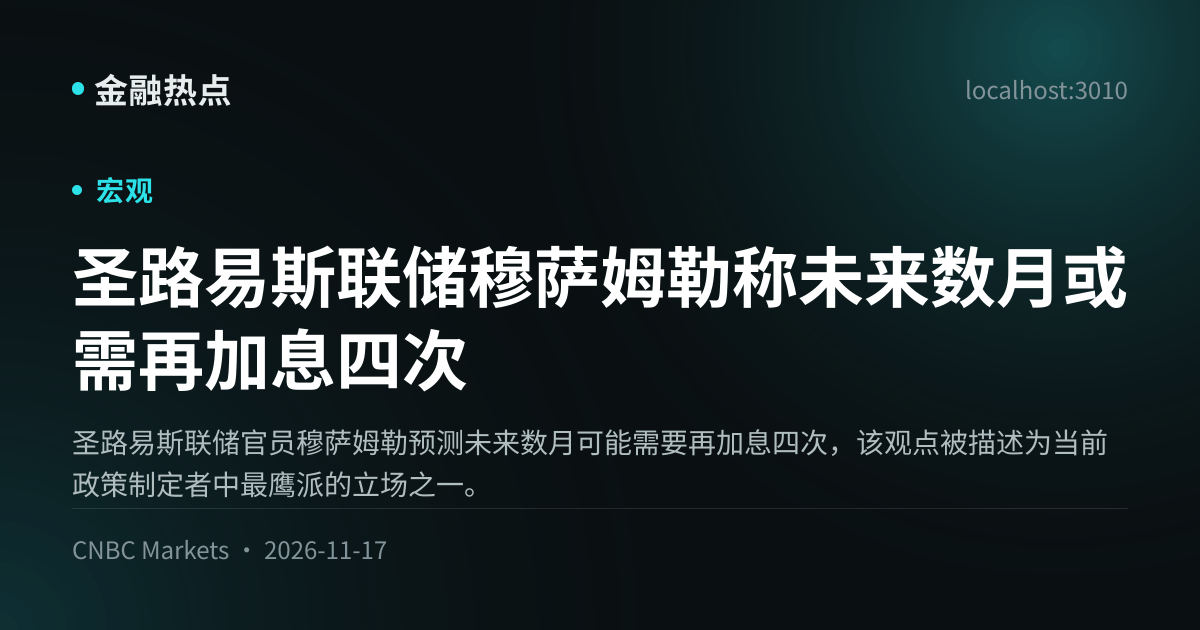 金融热点
localhost:3010
宏观
圣路易斯联储穆萨姆勒称未来数月或
需再加息四次
圣路易斯联储官员穆萨姆勒预测未来数月可能需要再加息四次，该观点被描述为当前
政策制定者中最鹰派的立场之一。
CNBC Markets · 2026-11-17